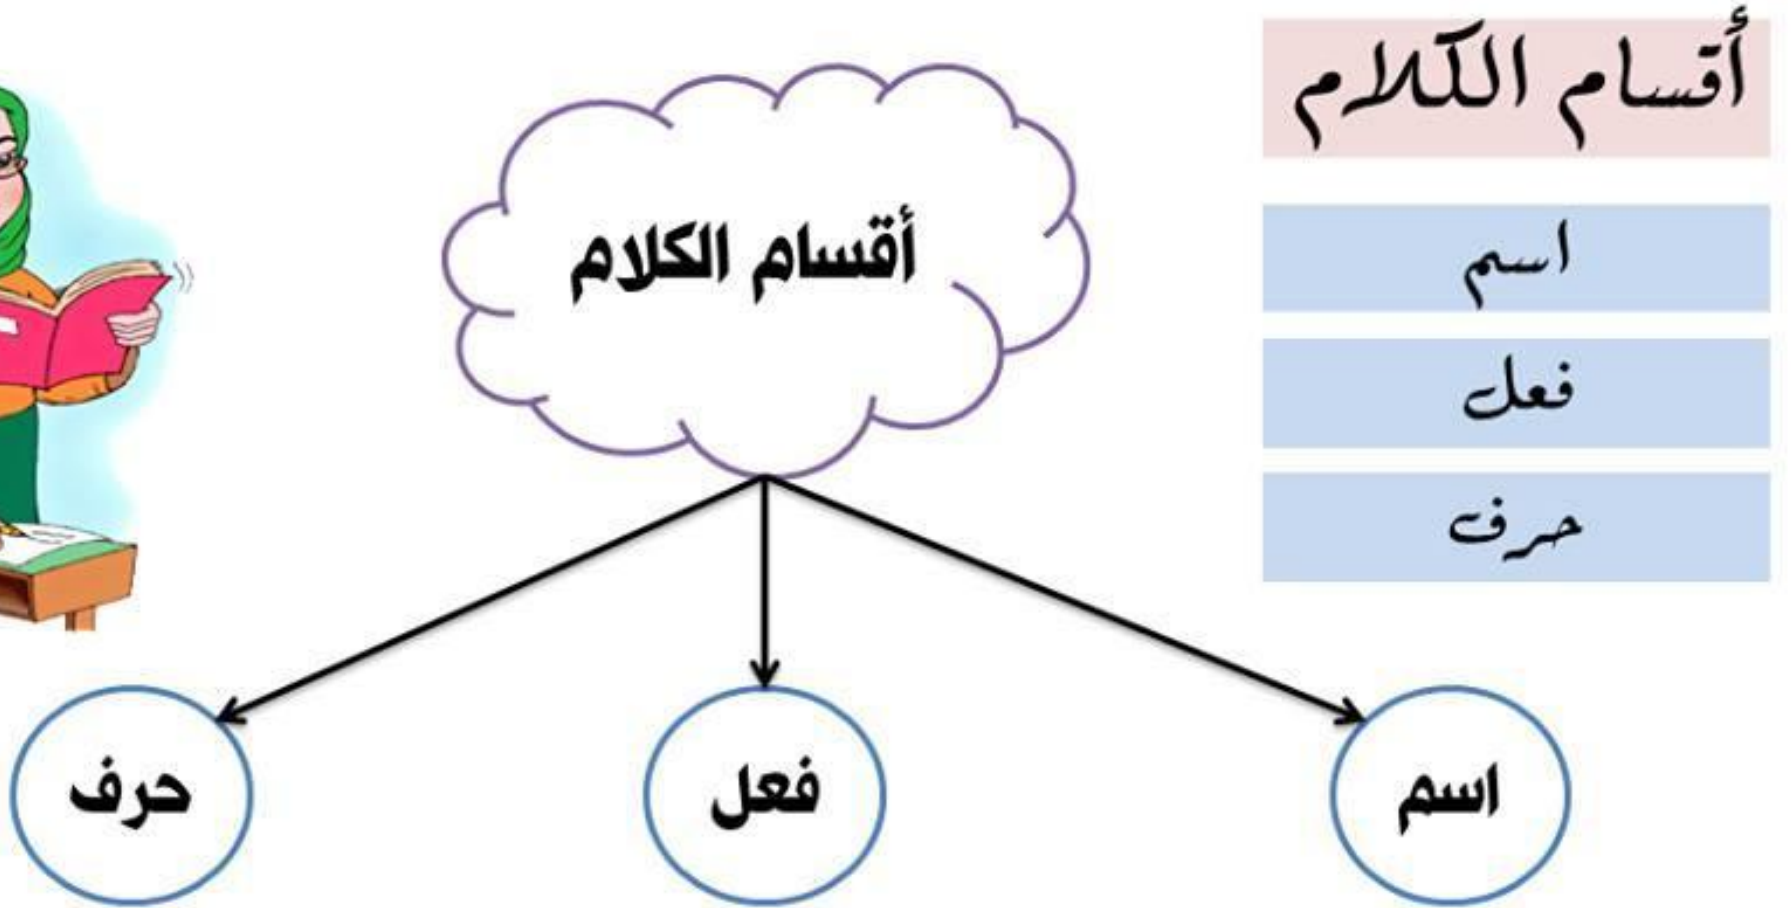 أقسام الكلام
اسم
فعل
حرف
أقسام الكلام
اسم
فعل
حرف